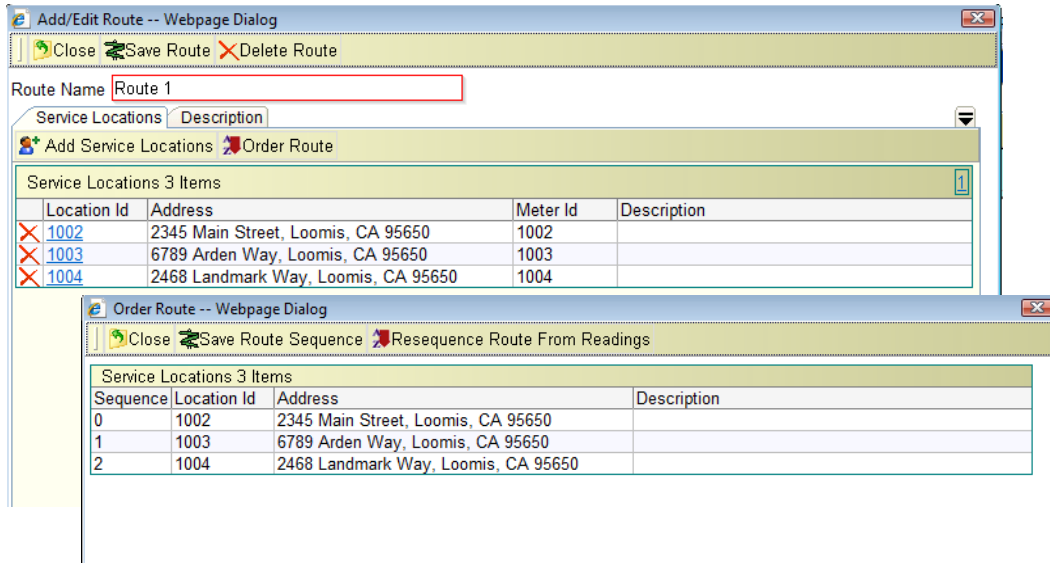 Add/Edit Route -- Webpage Dialog
Close Save Route Delete Route
Route Name Route 1
Service Locations Description
Add Service Locations Order Route
Service Locations 3 Items 1
Location Id Address Meter Id Description
1002 2345 Main Street, Loomis, CA 95650 1002
1003 6789 Arden Way, Loomis, CA 95650 1003
1004 2468 Landmark Way, Loomis, CA 95650 1004
Order Route -- Webpage Dialog
Close Save Route Sequence Resequence Route From Readings
Service Locations 3 Items
Sequence Location Id Address Description
0 1002 2345 Main Street, Loomis, CA 95650
1 1003 6789 Arden Way, Loomis, CA 95650
2 1004 2468 Landmark Way, Loomis, CA 95650